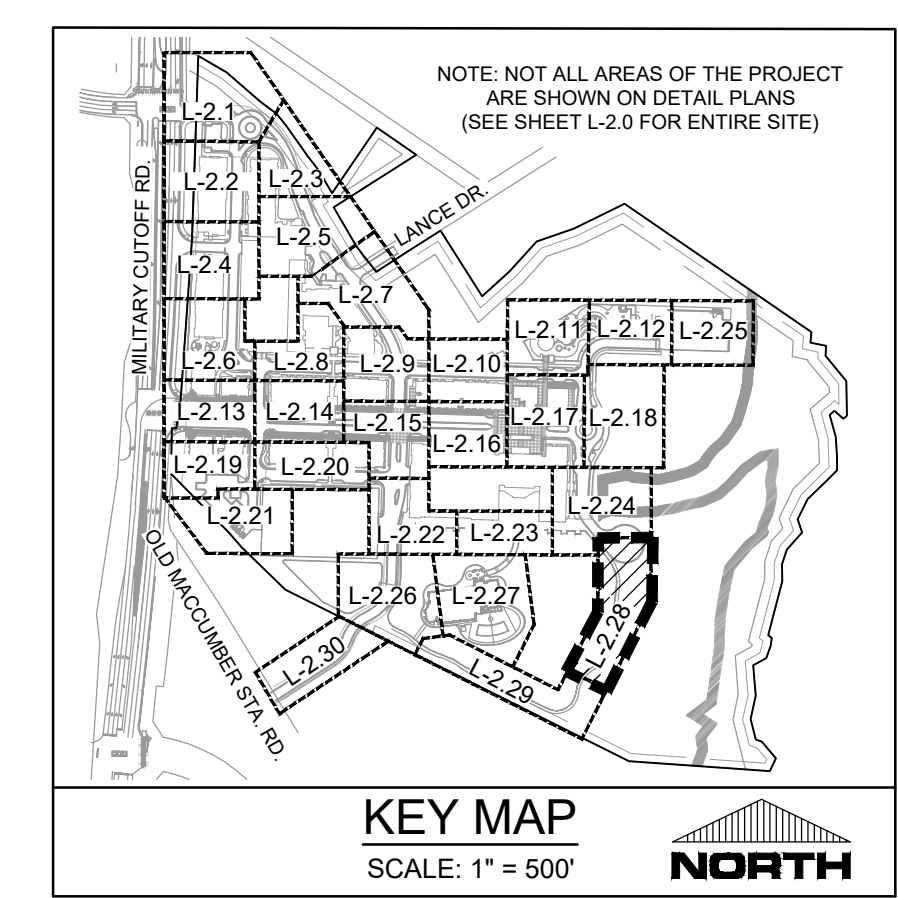 NOTE: NOT ALL AREAS OF THE PROJECT
ARE SHOWN ON DETAIL PLANS
(SEE SHEET L-2.0 FOR ENTIRE SITE)
MILITARY CUTOFF RD.
LANCE DR.
OLD MACCUMBER STA. RD.
L-2.1
L-2.2
L-2.3
L-2.4
L-2.5
L-2.6
L-2.7
L-2.8
L-2.9
L-2.10
L-2.11
L-2.12
L-2.25
L-2.13
L-2.14
L-2.15
L-2.16
L-2.17
L-2.18
L-2.19
L-2.20
L-2.21
L-2.22
L-2.23
L-2.24
L-2.26
L-2.27
L-2.28
L-2.29
L-2.30
KEY MAP
SCALE: 1" = 500'
NORTH